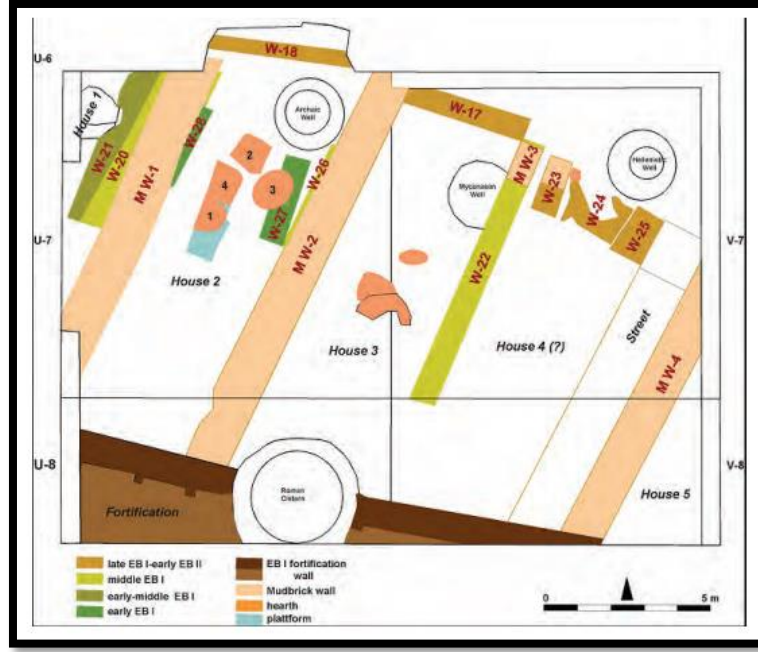 U-6
W-18
House 1
W-21
W-20
M W-1
W-28
Archaic
Well
W-17
2
4
3
1
W-26
W-27
M W-2
Mycenaean
Well
M W-3
W-23
W-24
W-25
Hellenistic
Well
U-7
V-7
House 2
W-22
House 3
House 4 (?)
Street
M W-4
U-8
V-8
Roman
Cistern
House 5
Fortification
late EB I-early EB II
middle EB I
early-middle EB I
early EB I
EB I fortification
wall
Mudbrick wall
hearth
plattform
0
5 m